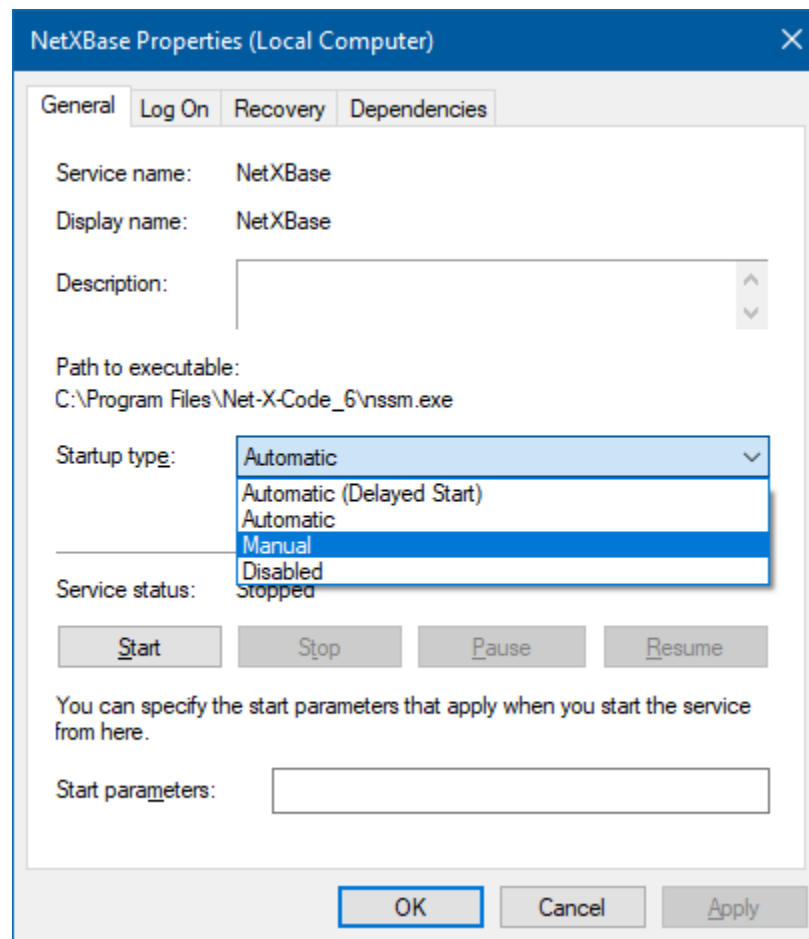 NetXBase Properties (Local Computer)
General Log On Recovery Dependencies
Service name: NetXBase
Display name: NetXBase
Description:
Path to executable:
C:\Program Files\Net-X-Code_6\nssm.exe
Startup type: Automatic
Automatic (Delayed Start)
Automatic
Manual
Disabled
Service status: Stopped
Start Stop Pause Resume
You can specify the start parameters that apply when you start the service
from here.
Start parameters:
OK Cancel Apply